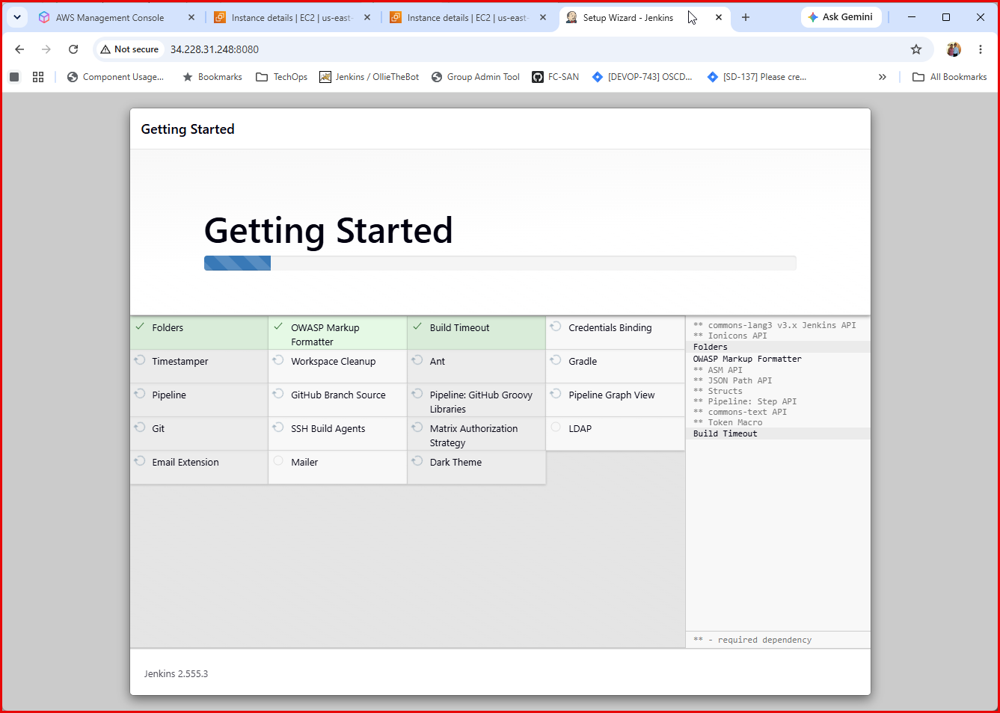 AWS Management Console
Instance details | EC2 | us-east-
Instance details | EC2 | us-east-
Setup Wizard - Jenkins
Ask Gemini
Not secure
34.228.31.248:8080
Component Usage...
Bookmarks
TechOps
Jenkins / OllieTheBot
Group Admin Tool
FC-SAN
[DEVOP-743] OSCD...
[SD-137] Please cre...
All Bookmarks
Getting Started
Getting Started
Folders
OWASP Markup
Formatter
Build Timeout
Credentials Binding
Timestamper
Workspace Cleanup
Ant
Gradle
Pipeline
GitHub Branch Source
Pipeline: GitHub Groovy
Libraries
Pipeline Graph View
Git
SSH Build Agents
Matrix Authorization
Strategy
LDAP
Email Extension
Mailer
Dark Theme
** commons-lang3 v3.x Jenkins API
** Ionicons API
Folders
OWASP Markup Formatter
** ASM API
** JSON Path API
** Structs
** Pipeline: Step API
** commons-text API
** Token Macro
Build Timeout
** - required dependency
Jenkins 2.555.3